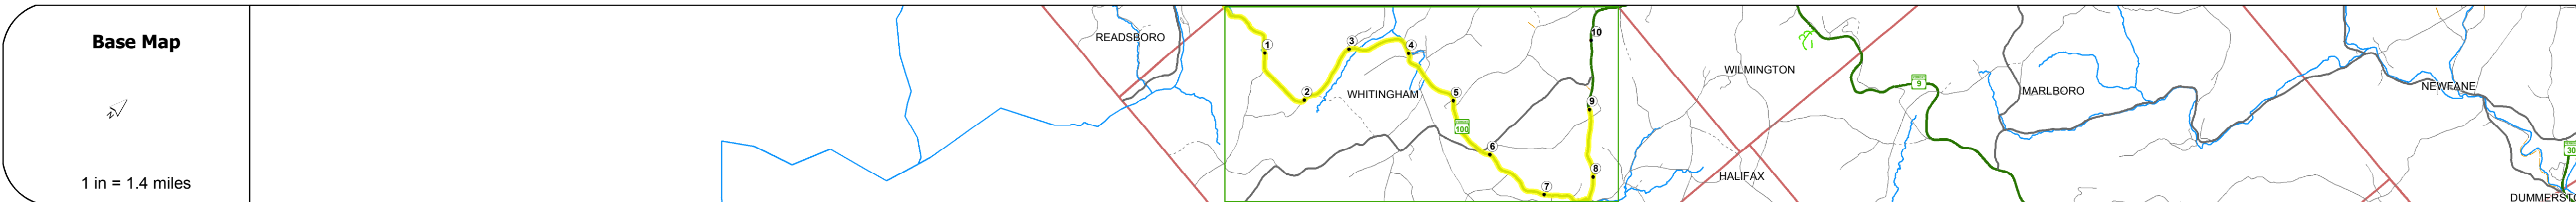 Base Map
N
1 in = 1.4 miles
READSBORO
1
2
3
4
WHITINGHAM
5
100
6
7
8
9
10
WILMINGTON
HALIFAX
9
MARLBORO
NEWFANE
30
DUMMERST